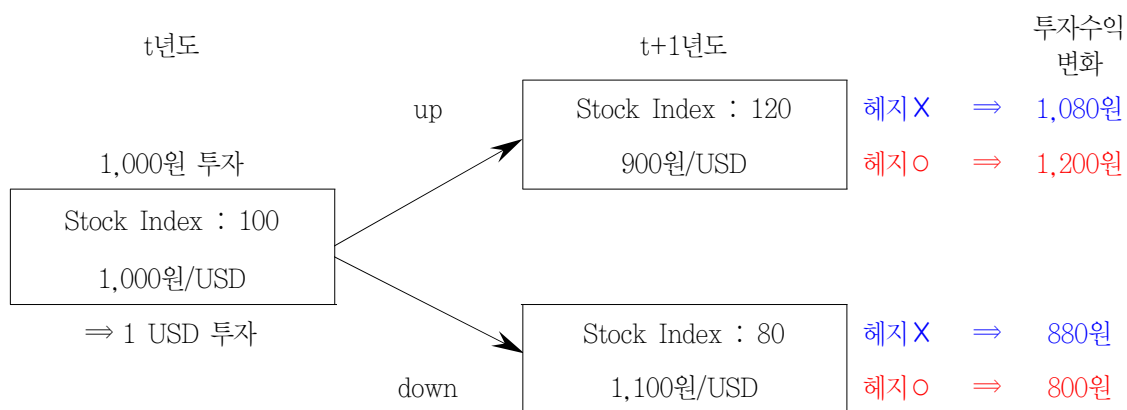 t년도
t+1년도
투자수익
변화
up
Stock Index : 120
900원/USD
헤지X ⇒ 1,080원
헤지○ ⇒ 1,200원
1,000원 투자
Stock Index : 100
1,000원/USD
⇒ 1 USD 투자
down
Stock Index : 80
1,100원/USD
헤지X ⇒ 880원
헤지○ ⇒ 800원